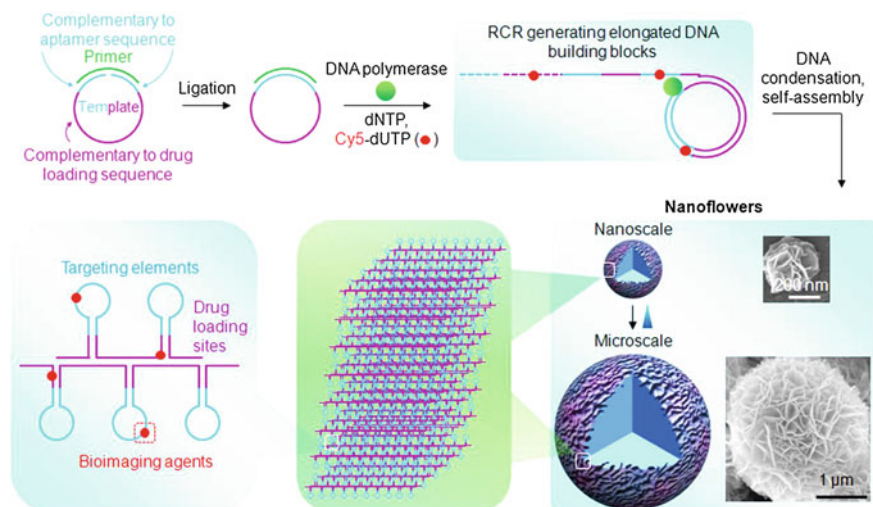 Complementary to
aptamer sequence
Primer
Template
Complementary to drug
loading sequence
Ligation
DNA polymerase
dNTP,
Cy5-dUTP ( )
RCR generating elongated DNA
building blocks
DNA
condensation,
self-assembly
Nanoflowers
Targeting elements
Drug
loading
sites
Bioimaging agents
Nanoscale
Microscale
200 nm
1 µm